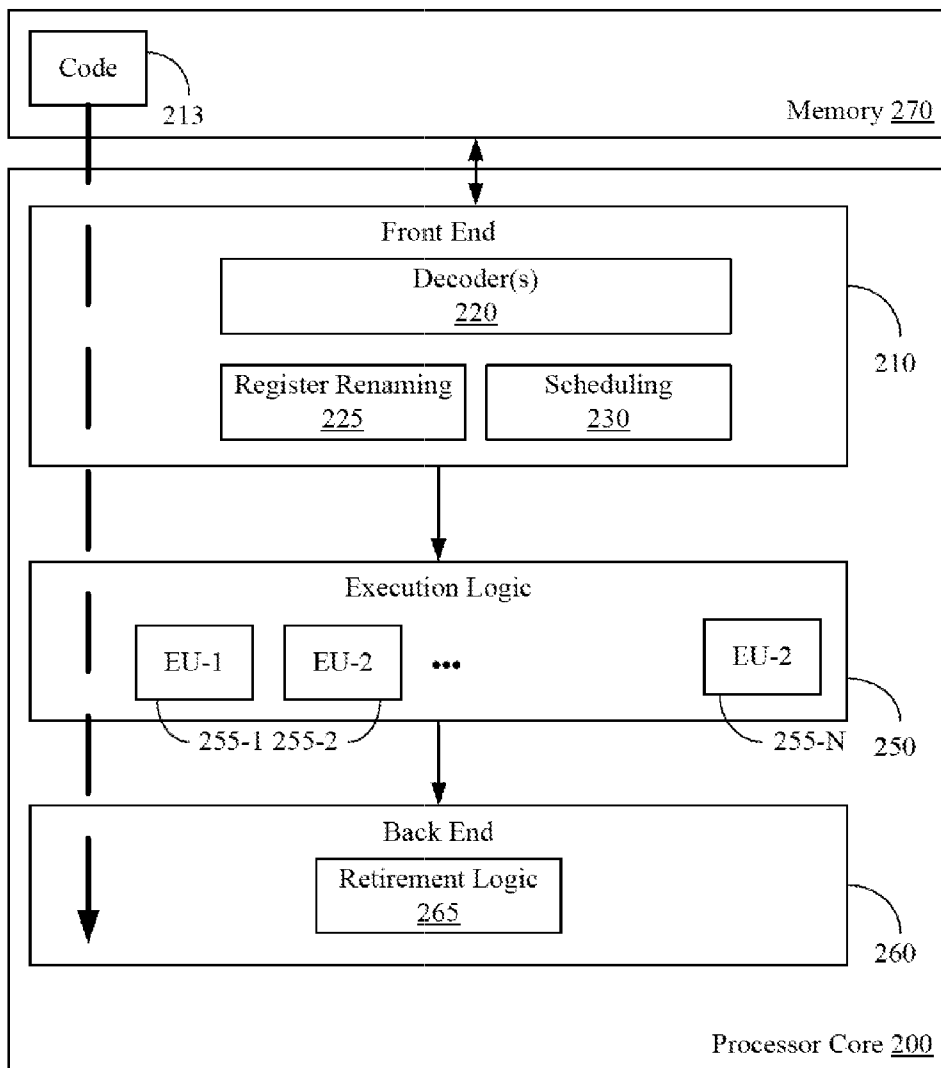 Code
213
Memory 270
Front End
Decoder(s)
220
210
Register Renaming
225
Scheduling
230
Execution Logic
EU-1
EU-2
•••
EU-2
255-1 255-2
255-N
250
Back End
Retirement Logic
265
260
Processor Core 200